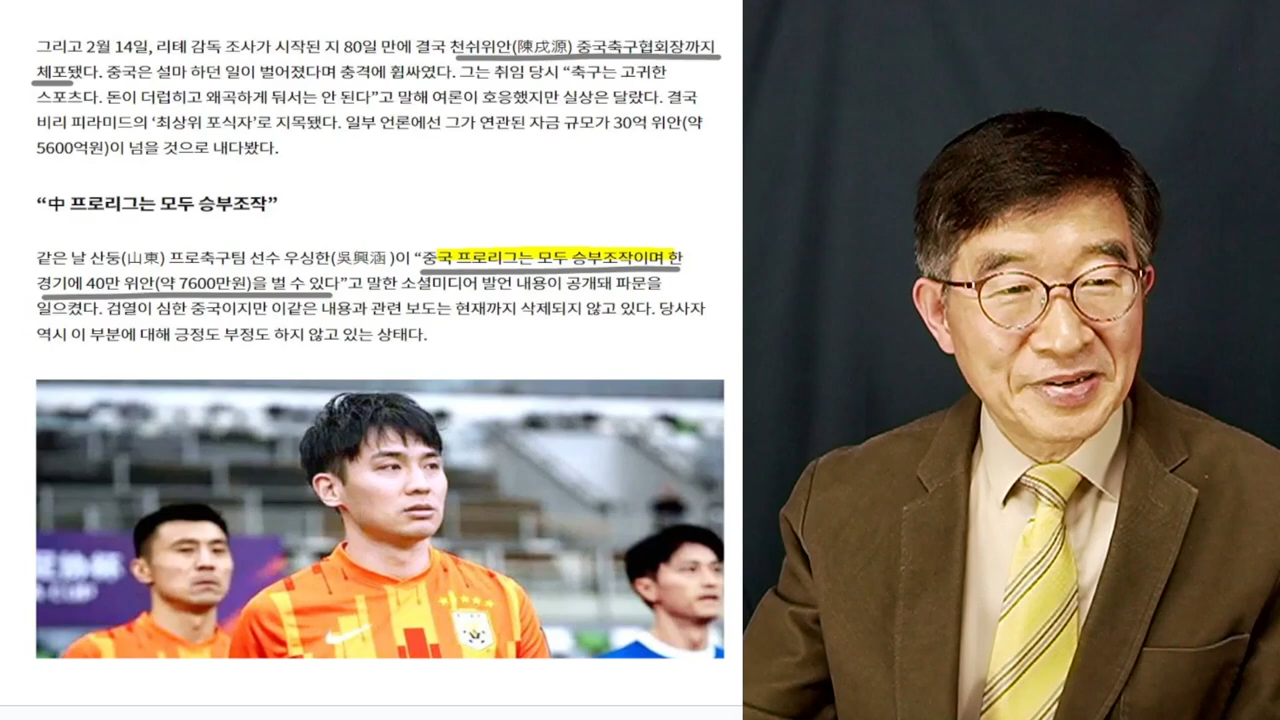 그리고 2월 14일, 리톄 감독 조사가 시작된 지 80일 만에 결국 천쉬위안(陳戌源) 중국축구협회장까지
체포됐다. 중국은 설마 하던 일이 벌어졌다며 충격에 휩싸였다. 그는 취임 당시 “축구는 고귀한
스포츠다. 돈이 더럽히고 왜곡하게 둬서는 안 된다”고 말해 여론이 호응했지만 실상은 달랐다. 결국
비리 피라미드의 ‘최상위 포식자’로 지목됐다. 일부 언론에선 그가 연관된 자금 규모가 30억 위안(약
5600억원)이 넘을 것으로 내다봤다.
“中 프로리그는 모두 승부조작”
같은 날 산둥(山東) 프로축구팀 선수 우싱한(吳興涵 )이 “중국 프로리그는 모두 승부조작이며 한
경기에 40만 위안(약 7600만원)을 벌 수 있다”고 말한 소셜미디어 발언 내용이 공개돼 파문을
일으켰다. 검열이 심한 중국이지만 이같은 내용과 관련 보도는 현재까지 삭제되지 않고 있다. 당사자
역시 이 부분에 대해 긍정도 부정도 하지 않고 있는 상태다.